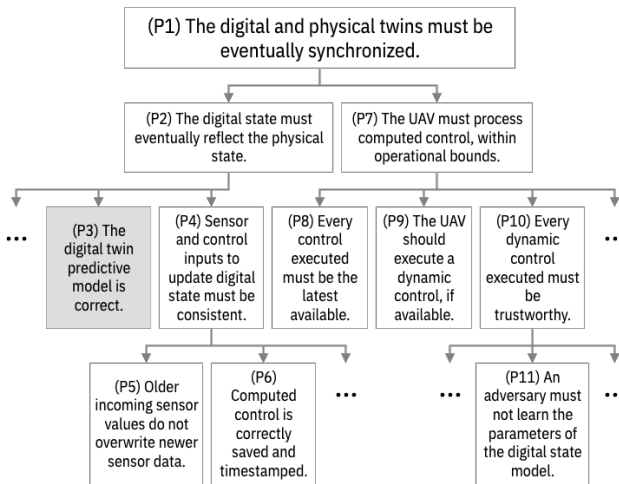 (P1) The digital and physical twins must be
eventually synchronized.
(P2) The digital state must
eventually reflect the physical
state.
(P7) The UAV must process
computed control, within
operational bounds.
...
(P3) The
digital twin
predictive
model is
correct.
(P4) Sensor
and control
inputs to
update digital
state must be
consistent.
(P8) Every
control
executed
must be the
latest
available.
(P9) The UAV
should
execute a
dynamic
control, if
available.
(P10) Every
dynamic
control
executed must
be
trustworthy.
..
(P5) Older
incoming sensor
values do not
overwrite newer
sensor data.
(P6)
Computed
control is
correctly
saved and
timestamped.
...
...
(P11) An
adversary must
not learn the
parameters of
the digital state
model.
..